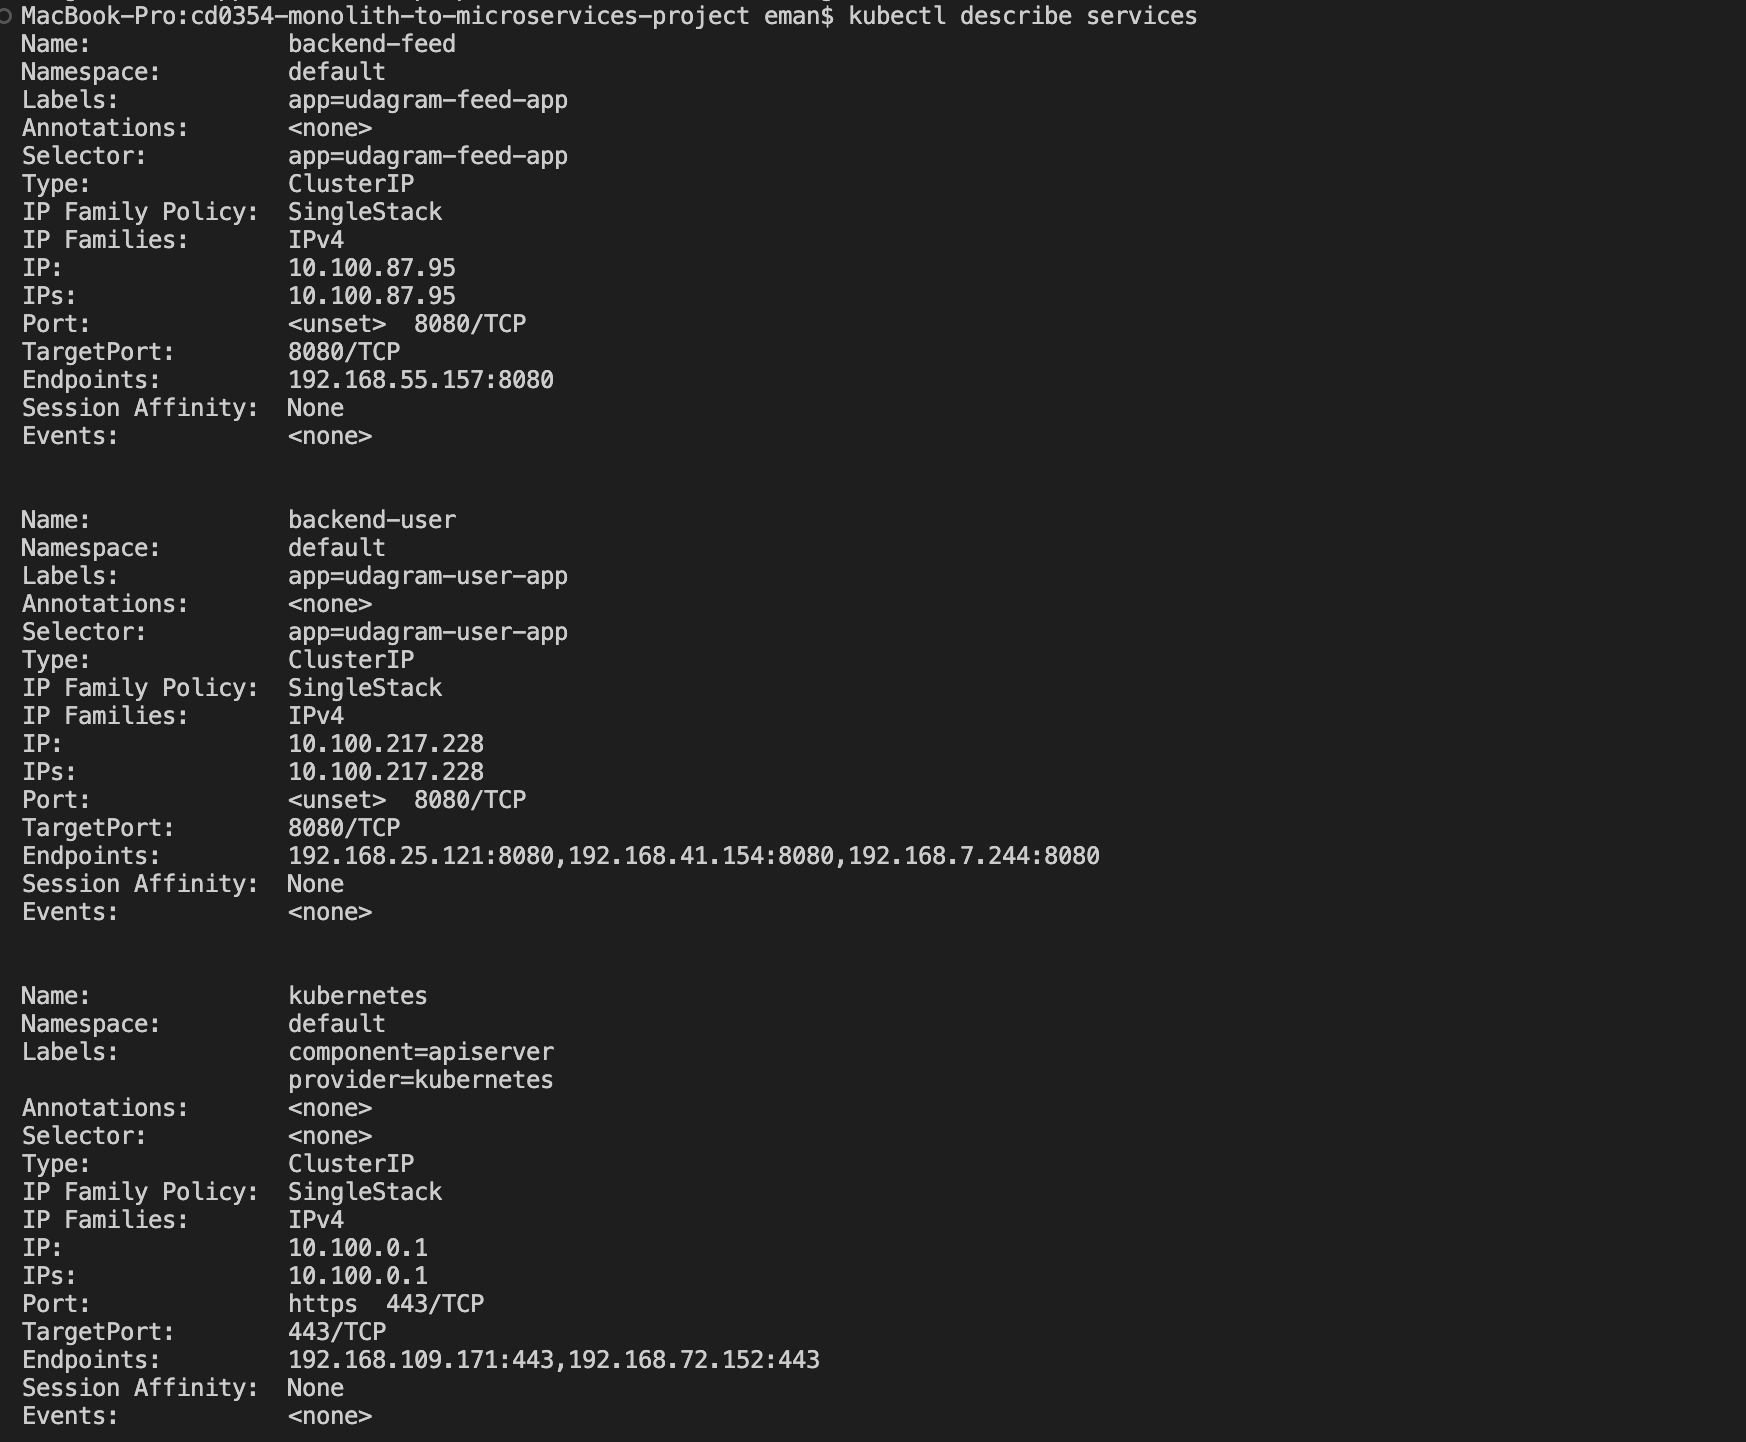 MacBook-Pro:cd0354-monolith-to-microservices-project eman$ kubectl describe services
Name:              backend-feed
Namespace:         default
Labels:            app=udagram-feed-app
Annotations:       <none>
Selector:          app=udagram-feed-app
Type:              ClusterIP
IP Family Policy:  SingleStack
IP Families:       IPv4
IP:                10.100.87.95
IPs:               10.100.87.95
Port:              <unset>  8080/TCP
TargetPort:        8080/TCP
Endpoints:         192.168.55.157:8080
Session Affinity:  None
Events:            <none>
Name:              backend-user
Namespace:         default
Labels:            app=udagram-user-app
Annotations:       <none>
Selector:          app=udagram-user-app
Type:              ClusterIP
IP Family Policy:  SingleStack
IP Families:       IPv4
IP:                10.100.217.228
IPs:               10.100.217.228
Port:              <unset>  8080/TCP
TargetPort:        8080/TCP
Endpoints:         192.168.25.121:8080,192.168.41.154:8080,192.168.7.244:8080
Session Affinity:  None
Events:            <none>
Name:              kubernetes
Namespace:         default
Labels:            component=apiserver
                   provider=kubernetes
Annotations:       <none>
Selector:          <none>
Type:              ClusterIP
IP Family Policy:  SingleStack
IP Families:       IPv4
IP:                10.100.0.1
IPs:               10.100.0.1
Port:              https  443/TCP
TargetPort:        443/TCP
Endpoints:         192.168.109.171:443,192.168.72.152:443
Session Affinity:  None
Events:            <none>